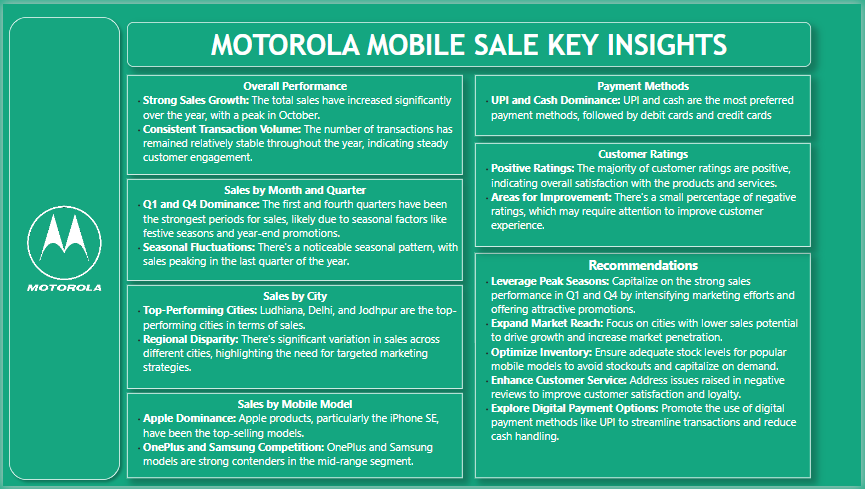 MOTOROLA MOBILE SALE KEY INSIGHTS
MOTOROLA
Overall Performance
· Strong Sales Growth: The total sales have increased significantly
over the year, with a peak in October.
· Consistent Transaction Volume: The number of transactions has
remained relatively stable throughout the year, indicating steady
customer engagement.
Sales by Month and Quarter
· Q1 and Q4 Dominance: The first and fourth quarters have been
the strongest periods for sales, likely due to seasonal factors like
festive seasons and year-end promotions.
· Seasonal Fluctuations: There's a noticeable seasonal pattern, with
sales peaking in the last quarter of the year.
Sales by City
· Top-Performing Cities: Ludhiana, Delhi, and Jodhpur are the top-
performing cities in terms of sales.
· Regional Disparity: There's significant variation in sales across
different cities, highlighting the need for targeted marketing
strategies.
Sales by Mobile Model
· Apple Dominance: Apple products, particularly the iPhone SE,
have been the top-selling models.
· OnePlus and Samsung Competition: OnePlus and Samsung
models are strong contenders in the mid-range segment.
Payment Methods
· UPI and Cash Dominance: UPI and cash are the most preferred
payment methods, followed by debit cards and credit cards
Customer Ratings
· Positive Ratings: The majority of customer ratings are positive,
indicating overall satisfaction with the products and services.
· Areas for Improvement: There's a small percentage of negative
ratings, which may require attention to improve customer
experience.
Recommendations
· Leverage Peak Seasons: Capitalize on the strong sales
performance in Q1 and Q4 by intensifying marketing efforts and
offering attractive promotions.
· Expand Market Reach: Focus on cities with lower sales potential
to drive growth and increase market penetration.
· Optimize Inventory: Ensure adequate stock levels for popular
mobile models to avoid stockouts and capitalize on demand.
· Enhance Customer Service: Address issues raised in negative
reviews to improve customer satisfaction and loyalty.
· Explore Digital Payment Options: Promote the use of digital
payment methods like UPI to streamline transactions and reduce
cash handling.